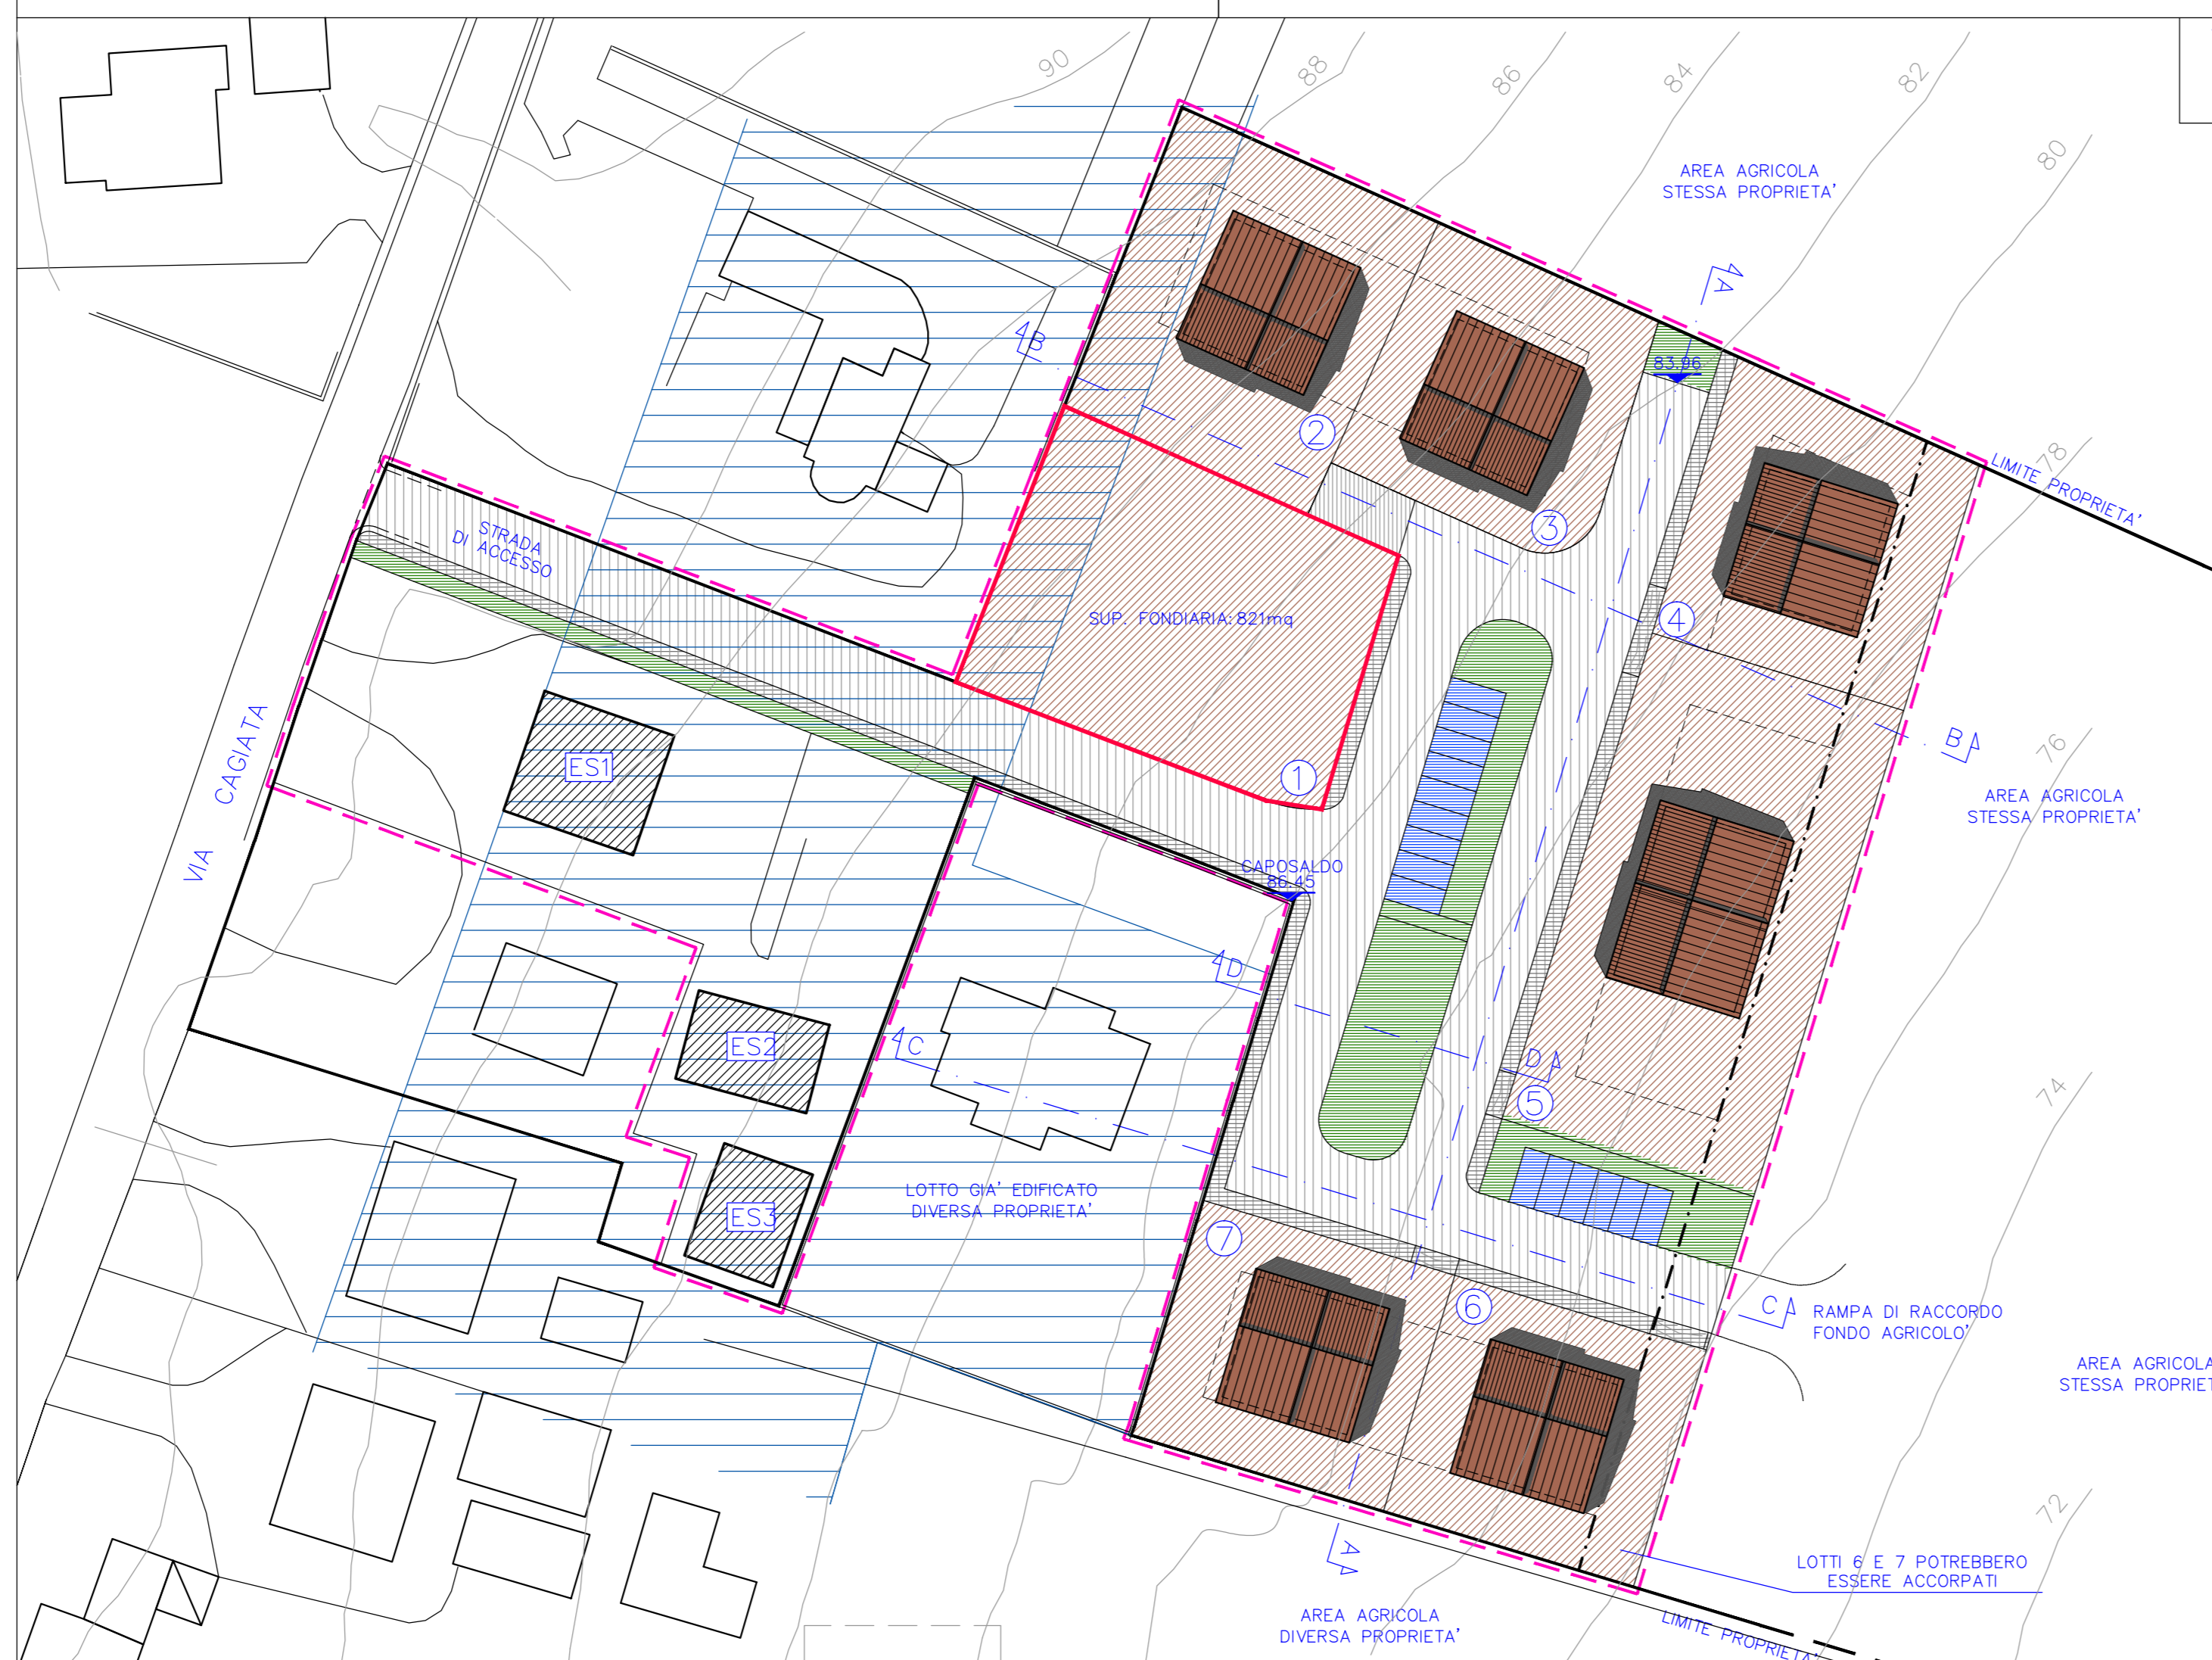 90
88
86
84
82
80
AREA AGRICOLA
STESSA PROPRIETA'
A
83.96
B
2
3
LIMITE PROPRIETA'
78
STRADA
DI ACCESSO
SUP. FONDIARIA: 821mq
4
B
76
ES1
1
VIA CAGIATA
AREA AGRICOLA
STESSA PROPRIETA'
CAPOSALDO
86.45
D
C
ES2
D
5
74
LOTTO GIA' EDIFICATO
DIVERSA PROPRIETA'
ES3
7
6
C
RAMPA DI RACCORDO
FONDO AGRICOLO'
AREA AGRICOLA
STESSA PROPRIET
72
A
LOTTI 6 E 7 POTREBBERO
ESSERE ACCORPATI
AREA AGRICOLA
DIVERSA PROPRIETA'
LIMITE PROPRIETA'